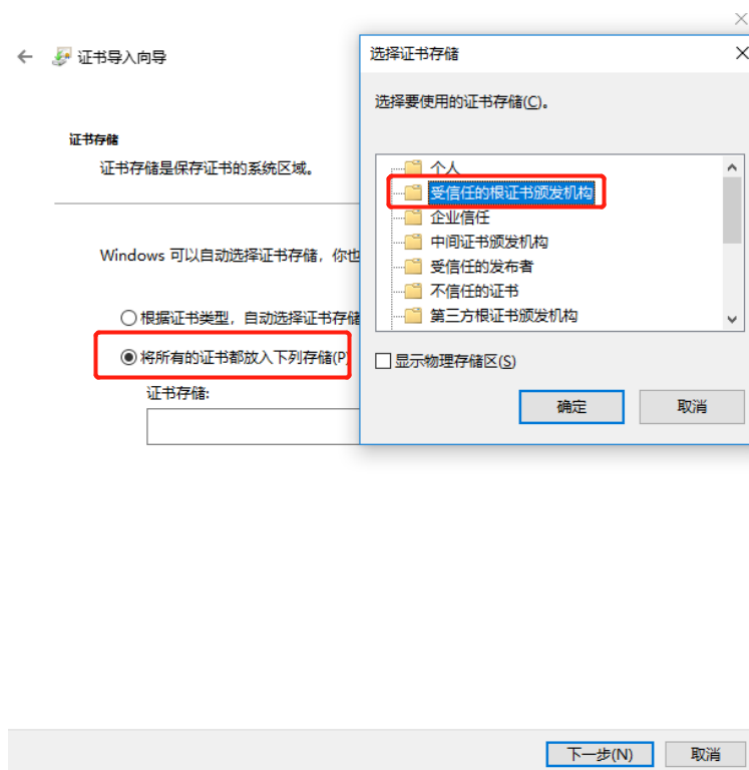 证书导入向导
证书存储
证书存储是保存证书的系统区域。
Windows 可以自动选择证书存储，你也
根据证书类型，自动选择证书存储
将所有的证书都放入下列存储(P)
证书存储:
选择证书存储
选择要使用的证书存储(C)。
个人
受信任的根证书颁发机构
企业信任
中间证书颁发机构
受信任的发布者
不信任的证书
第三方根证书颁发机构
显示物理存储区(S)
确定
取消
下一步(N)
取消